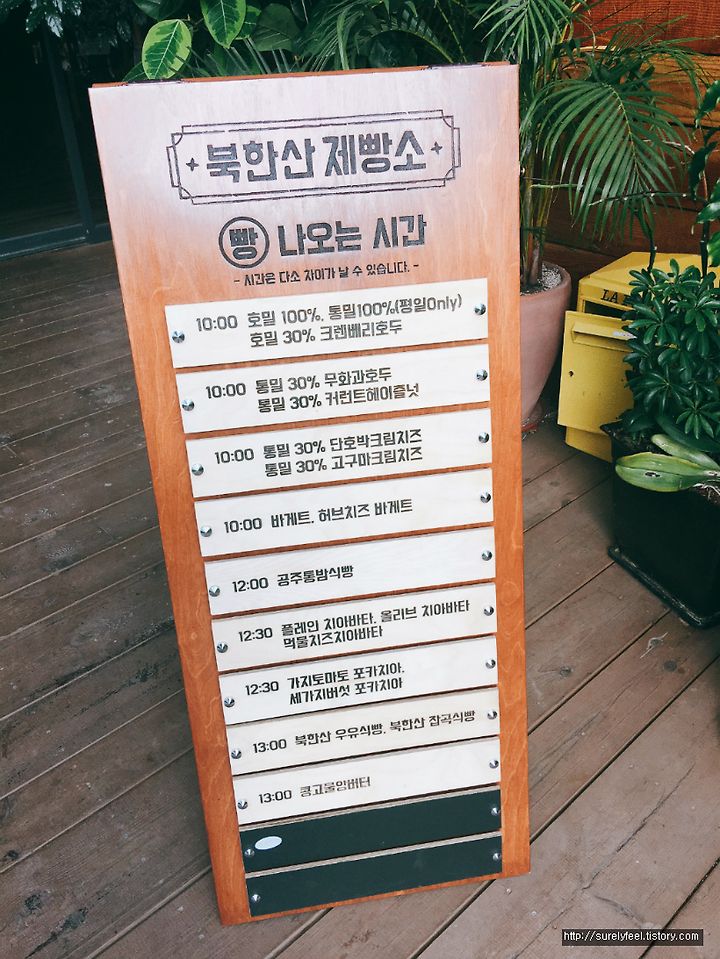 북한산 제빵소
빵 나오는 시간
- 시간은 다소 차이가 날 수 있습니다. -
10:00 호밀 100%, 통밀100%(평일Only)
호밀 30% 크렌베리호두
10:00 통밀 30% 무화과호두
통밀 30% 커런트헤이즐넛
10:00 통밀 30% 단호박크림치즈
통밀 30% 고구마크림치즈
10:00 바게트, 허브치즈 바게트
12:00 공주통밤식빵
12:30 플레인 치아바타, 올리브 치아바타
먹물치즈치아바타
12:30 가지토마토 포카치아,
세가지버섯 포카치아
13:00 북한산 우유식빵, 북한산 잡곡식빵
13:00 콩고물앙버터
LA
http://surelyfeel.tistory.com